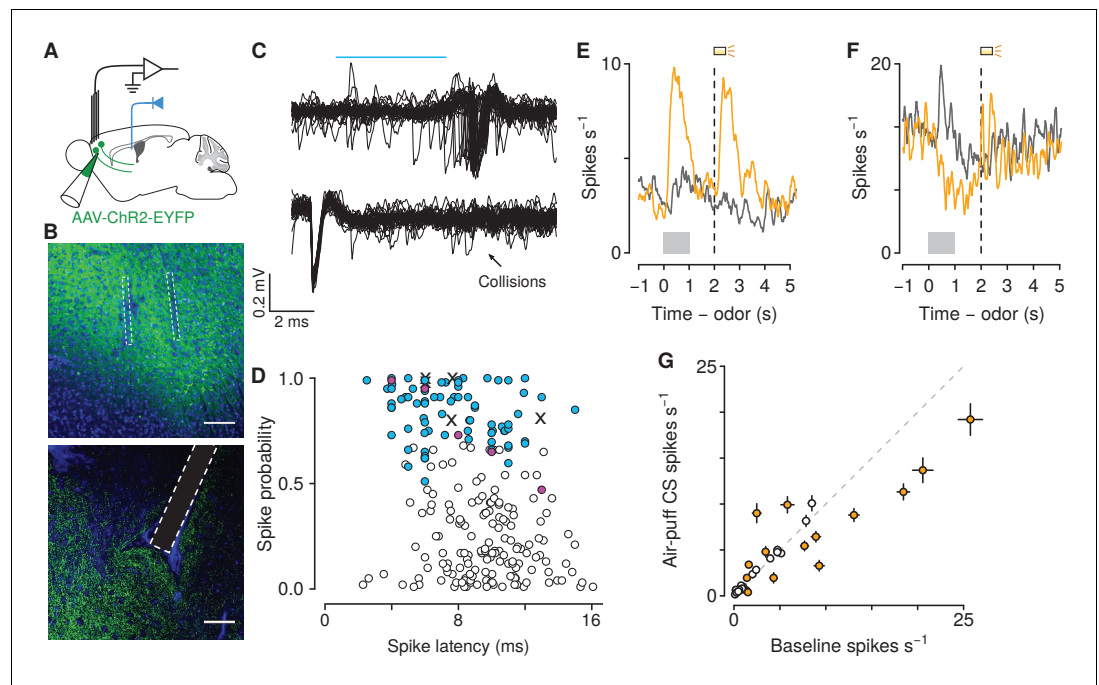 A
AAV-ChR2-EYFP
B
C
Collisions
0.2 mV
2 ms
D
1.0
0.5
0.0
Spike probability
0
4
8
12
16
Spike latency (ms)
E
10
5
0
Spikes s⁻¹
−1 0 1 2 3 4 5
Time − odor (s)
F
20
10
0
Spikes s⁻¹
−1 0 1 2 3 4 5
Time − odor (s)
G
25
0
Air-puff CS spikes s⁻¹
0
25
Baseline spikes s⁻¹